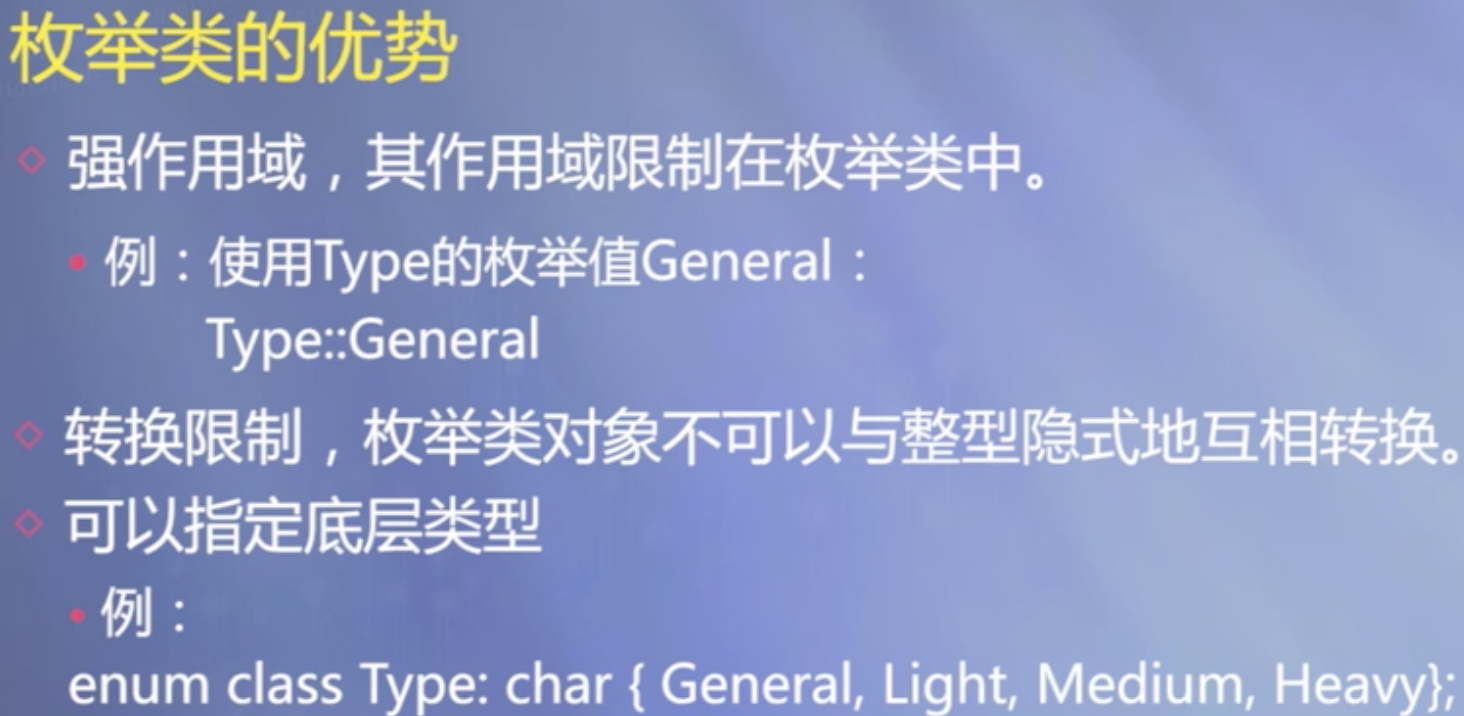 枚举类的优势
强作用域，其作用域限制在枚举类中。
例：使用Type的枚举值General：
Type::General
转换限制，枚举类对象不可以与整型隐式地互相转换。
可以指定底层类型
例：
enum class Type: char { General, Light, Medium, Heavy};